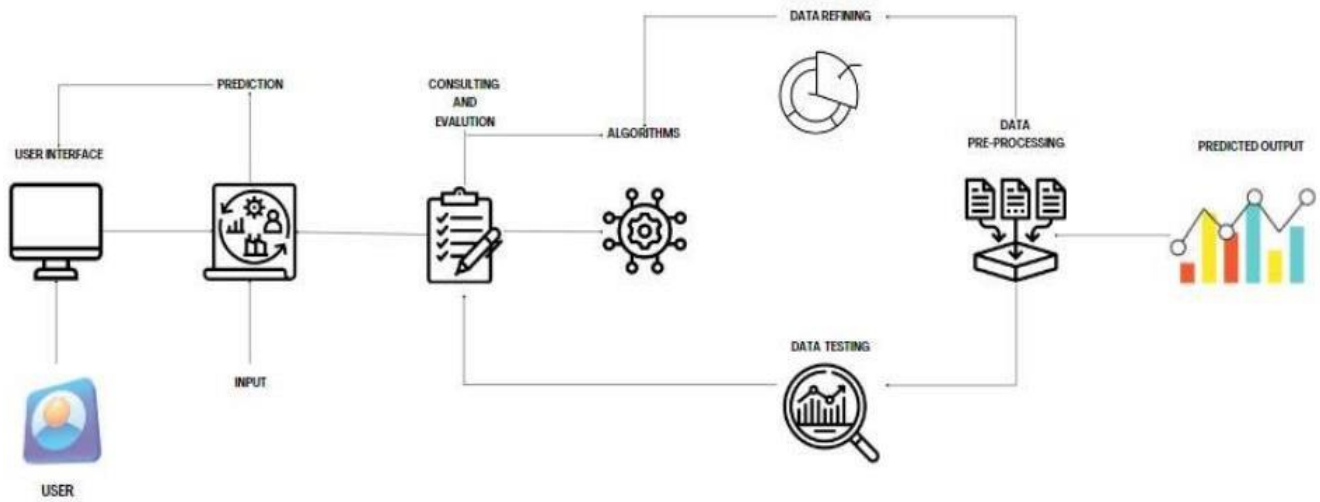 DATA REFINING
PREDICTION
CONSULTING
AND
EVALUTION
ALGORITHMS
DATA
PRE-PROCESSING
PREDICTED OUTPUT
USER INTERFACE
DATA TESTING
INPUT
USER